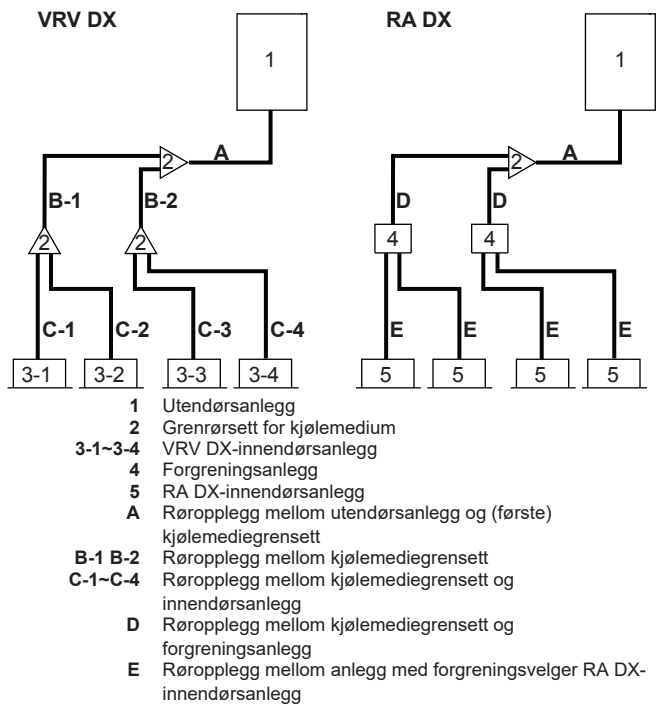 VRV DX RA DX
1 1
2 A 2 A
B-1 B-2 D D
2 2 4 4
C-1 C-2 C-3 C-4 E E E E
3-1 3-2 3-3 3-4 5 5 5 5
1 Utendørsanlegg
2 Grenrørsett for kjølemedium
3-1~3-4 VRV DX-innendørsanlegg
4 Forgreningsanlegg
5 RA DX-innendørsanlegg
A Røropplegg mellom utendørsanlegg og (første)
kjølemediegrensett
B-1 B-2 Røropplegg mellom kjølemediegrensett
C-1~C-4 Røropplegg mellom kjølemediegrensett og
innendørsanlegg
D Røropplegg mellom kjølemediegrensett og
forgreningsanlegg
E Røropplegg mellom anlegg med forgreningsvelger RA DX-
innendørsanlegg